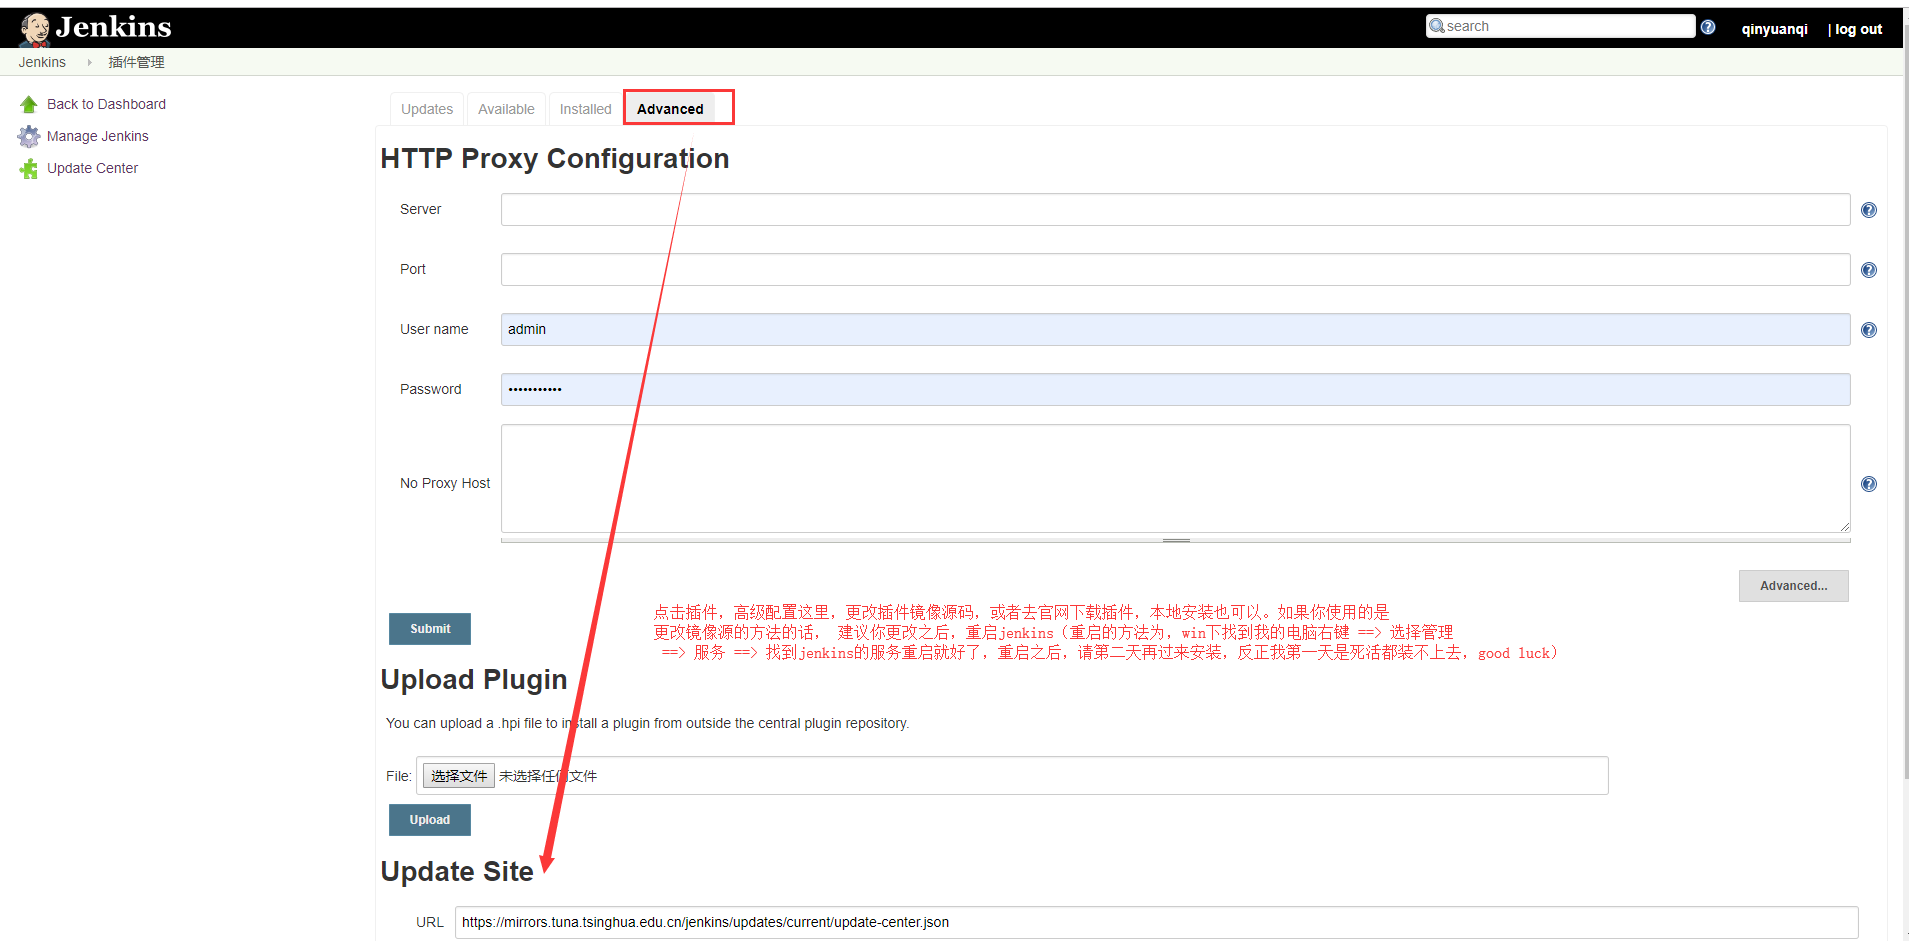 Jenkins
search
qinyuanqi
| log out
Jenkins
插件管理
Back to Dashboard
Manage Jenkins
Update Center
Updates
Available
Installed
Advanced
HTTP Proxy Configuration
Server
Port
User name
admin
Password
•••••••••••
No Proxy Host
Advanced...
点击插件，高级配置这里，更改插件镜像源码，或者去官网下载插件，本地安装也可以。如果你使用的是
更改镜像源的方法的话， 建议你更改之后，重启jenkins（重启的方法为，win下找到我的电脑右键 ==> 选择管理
==> 服务 ==> 找到jenkins的服务重启就好了，重启之后，请第二天再过来安装，反正我第一天是死活都装不上去，good luck）
Submit
Upload Plugin
You can upload a .hpi file to install a plugin from outside the central plugin repository.
File: 选择文件 未选择任何文件
Upload
Update Site
URL
https://mirrors.tuna.tsinghua.edu.cn/jenkins/updates/current/update-center.json